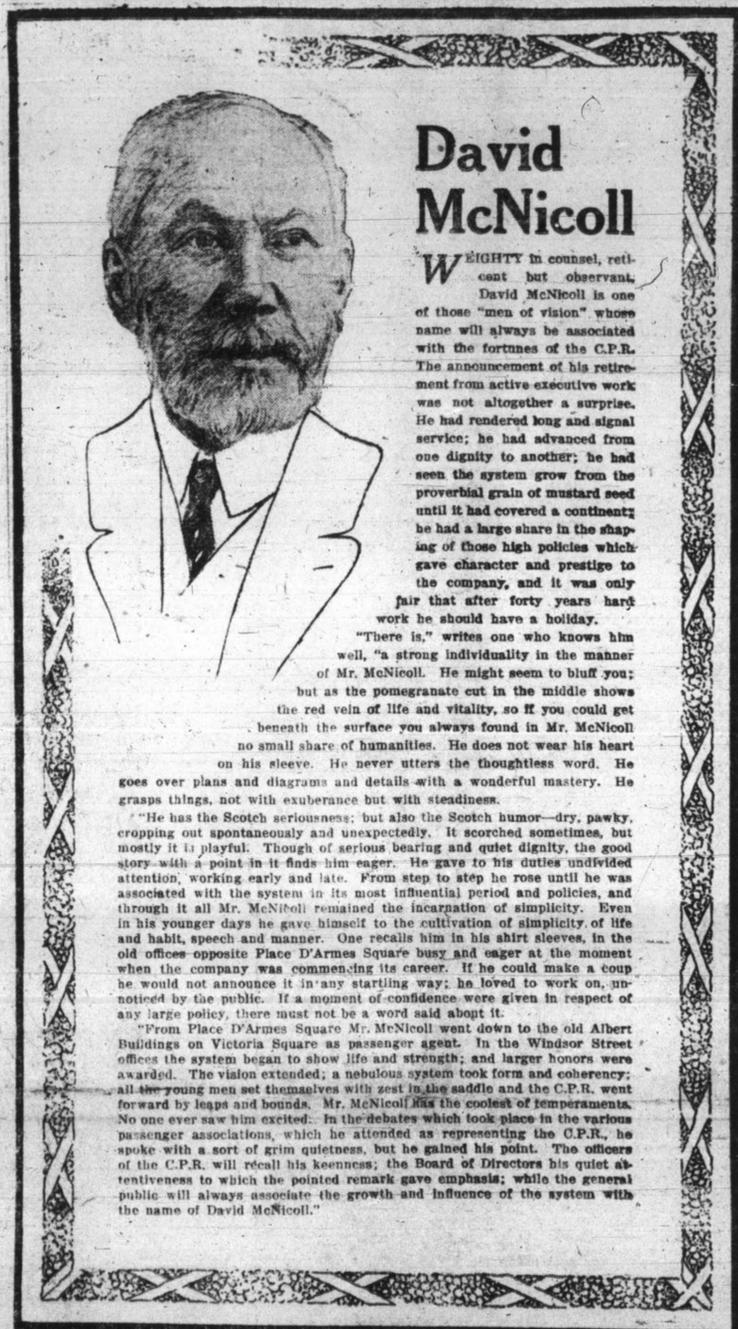 David
McNicoll
WEIGHTY in counsel, reti-
cent but observant,
David McNicoll is one
of those "men of vision" whose
name will always be associated
with the fortunes of the C.P.R.
The announcement of his retire-
ment from active executive work
was not altogether a surprise.
He had rendered long and signal
service; he had advanced from
one dignity to another; he had
seen the system grow from the
proverbial grain of mustard seed
until it had covered a continent;
he had a large share in the shap-
ing of those high policies which
gave character and prestige to
the company, and it was only
fair that after forty years hard
work he should have a holiday.
"There is," writes one who knows him
well, "a strong individuality in the manner
of Mr. McNicoll. He might seem to bluff you;
but as the pomegranate cut in the middle shows
the red vein of life and vitality, so if you could get
beneath the surface you always found in Mr. McNicoll
no small share of humanities. He does not wear his heart
on his sleeve. He never utters the thoughtless word. He
goes over plans and diagrams and details with a wonderful mastery. He
grasps things, not with exuberance but with steadiness.
"He has the Scotch seriousness; but also the Scotch humor—dry, pawky,
cropping out spontaneously and unexpectedly. It scorched sometimes, but
mostly it is playful. Though of serious bearing and quiet dignity, the good
story with a point in it finds him eager. He gave to his duties undivided
attention, working early and late. From step to step he rose until he was
associated with the system in its most influential period and policies, and
through it all Mr. McNicoll remained the incarnation of simplicity. Even
in his younger days he gave himself to the cultivation of simplicity of life
and habit, speech and manner. One recalls him in his shirt sleeves, in the
old offices opposite Place D'Armes Square busy and eager at the moment
when the company was commencing its career. If he could make a coup
he would not announce it in any startling way; he loved to work on, un-
noticed by the public. If a moment of confidence were given in respect of
any large policy, there must not be a word said about it.
"From Place D'Armes Square Mr. McNicoll went down to the old Albert
Buildings on Victoria Square as passenger agent. In the Windsor Street
offices the system began to show life and strength; and larger honors were
awarded. The vision extended; a nebulous system took form and coherency;
all the young men set themselves with zest in the saddle and the C.P.R. went
forward by leaps and bounds. Mr. McNicoll has the coolest of temperaments.
No one ever saw him excited. In the debates which took place in the various
passenger associations, which he attended as representing the C.P.R., he
spoke with a sort of grim quietness, but he gained his point. The officers
of the C.P.R. will recall his keenness; the Board of Directors his quiet at-
tentiveness to which the pointed remark gave emphasis; while the general
public will always associate the growth and influence of the system with
the name of David McNicoll."